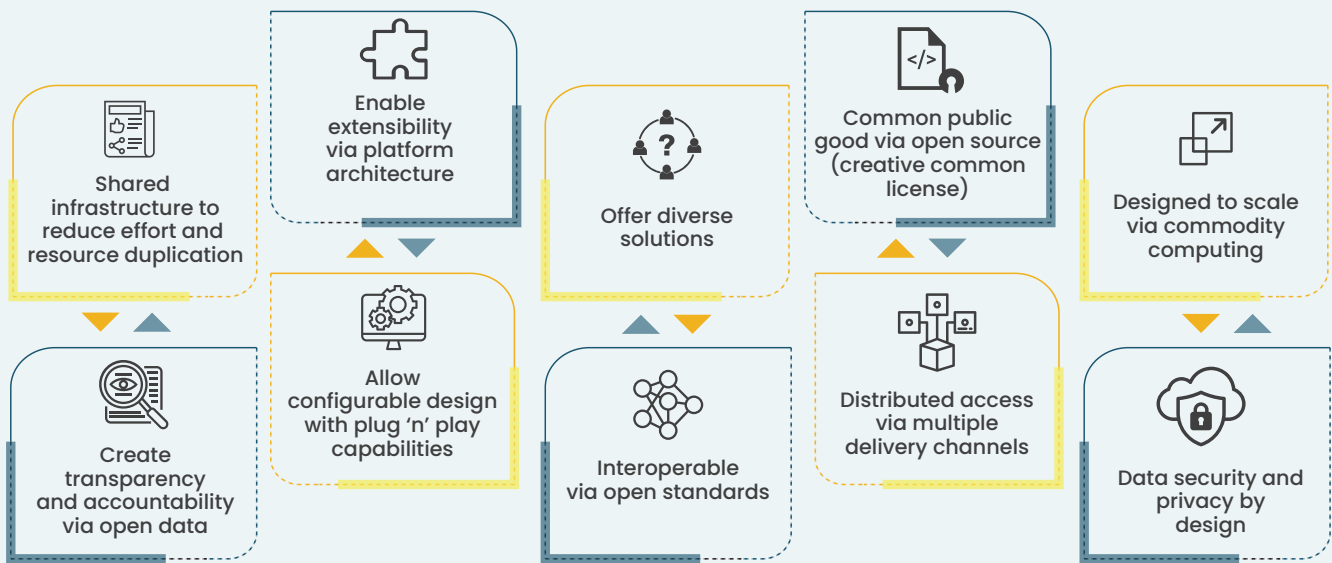 Shared
infrastructure to
reduce effort and
resource duplication
Create
transparency
and accountability
via open data
Enable
extensibility
via platform
architecture
Allow
configurable design
with plug ‘n’ play
capabilities
?
Offer diverse
solutions
Interoperable
via open standards
</>
Common public
good via open source
(creative common
license)
Distributed access
via multiple
delivery channels
Designed to scale
via commodity
computing
Data security and
privacy by
design